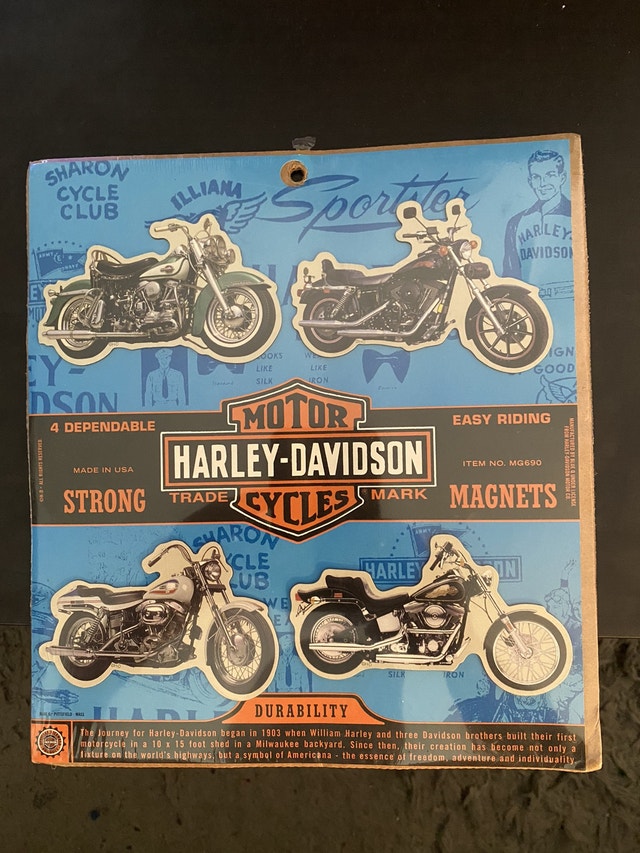 SHARON
CYCLE
CLUB
ILLIANA
Sportster
HARLEY-
DAVIDSON
LOOKS
LIKE
SILK
IRON
GOOD
DSON
4 DEPENDABLE
MADE IN USA
STRONG
MOTOR
HARLEY-DAVIDSON
TRADE MARK
CYCLES
EASY RIDING
ITEM NO. MG690
MAGNETS
SHARON
CYCLE
CLUB
HARLEY DAVIDSON
SILK
DURABILITY
The Journey for Harley-Davidson began in 1903 when William Harley and three Davidson brothers built their first
motorcycle in a 10 x 15 foot shed in a Milwaukee backyard. Since then, their creation has become not only a
fixture on the world's highways, but a symbol of Americana - the essence of freedom, adventure and individuality